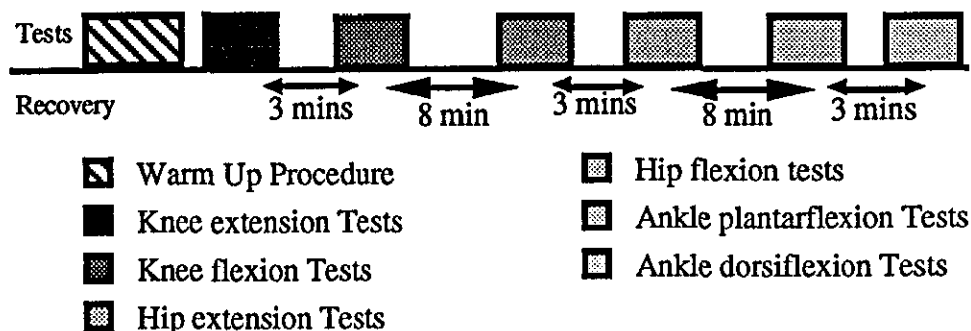 Tests
Recovery
3 mins
8 min
3 mins
8 min
3 mins
Warm Up Procedure
Knee extension Tests
Knee flexion Tests
Hip extension Tests
Hip flexion tests
Ankle plantarflexion Tests
Ankle dorsiflexion Tests